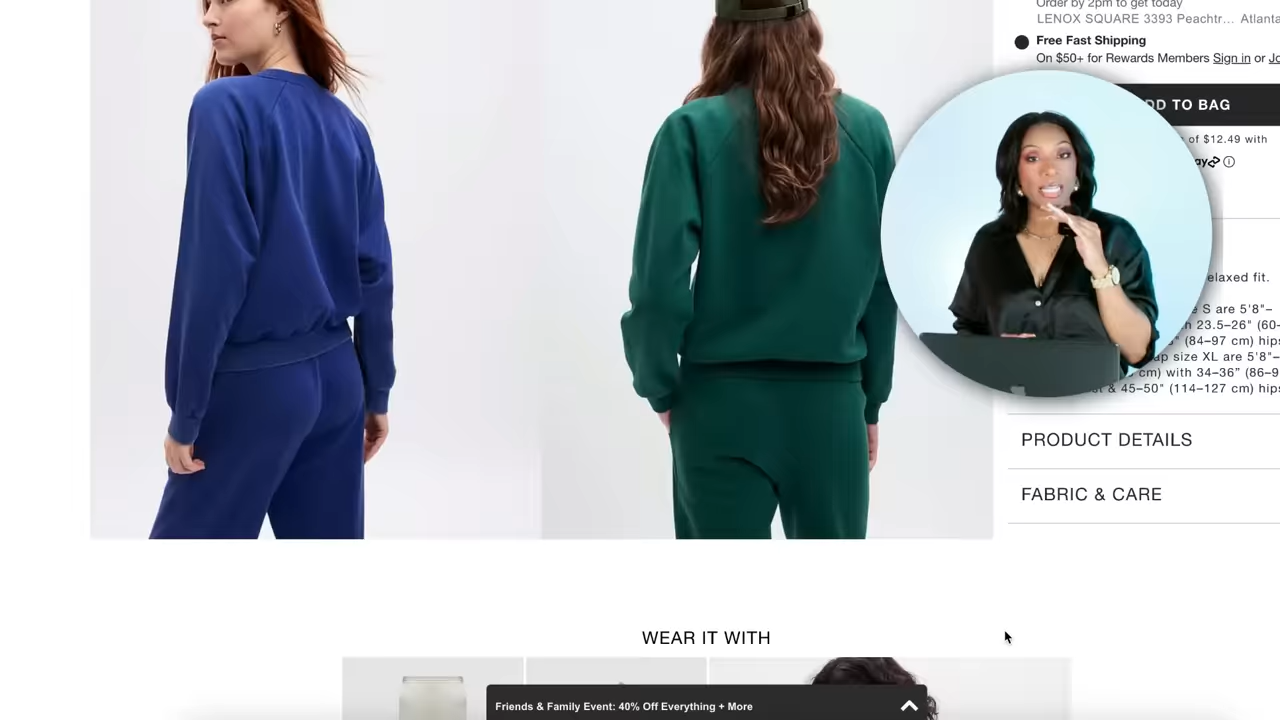 Order by 2pm to get today
LENOX SQUARE 3393 Peachtr... Atlanta
Free Fast Shipping
On $50+ for Rewards Members Sign in or
TO BAG
of $12.49 with
fit.
S are 5'8"–
23.5–26" (60–
(84–97 cm) hips
size XL are 5'8"–
cm) with 34–36” (86–9
& 45–50" (114–127 cm) hips
PRODUCT DETAILS
FABRIC & CARE
WEAR IT WITH
Friends & Family Event: 40% Off Everything + More